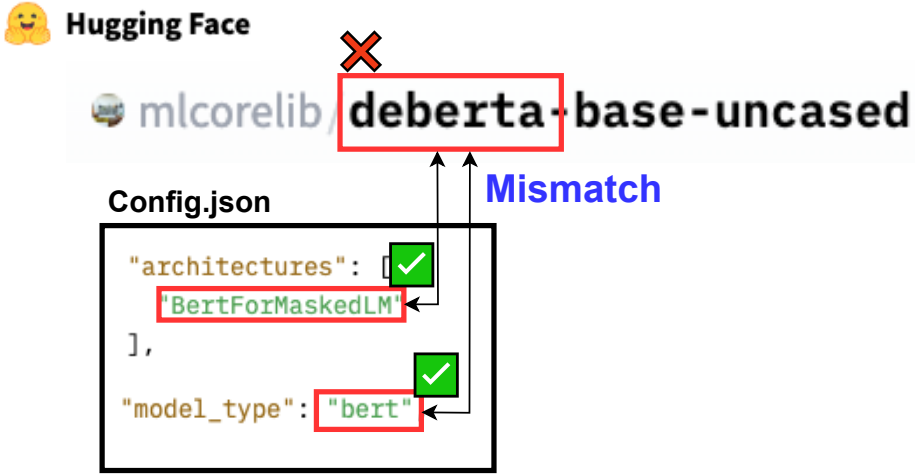 Hugging Face
mlcorelib/deberta-base-uncased
Mismatch
Config.json
"architectures": [
"BertForMaskedLM"
],
"model_type": "bert"